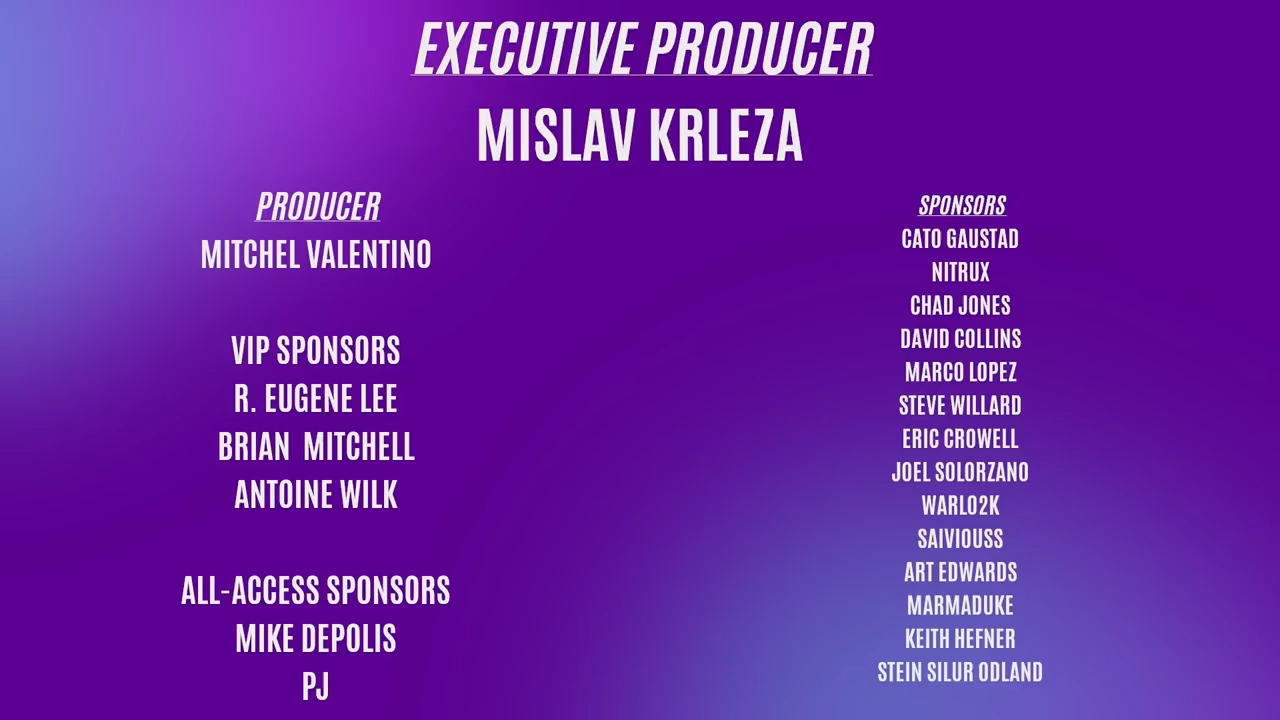 EXECUTIVE PRODUCER
MISLAV KRLEZA
PRODUCER
MITCHEL VALENTINO
VIP SPONSORS
R. EUGENE LEE
BRIAN  MITCHELL
ANTOINE WILK
ALL-ACCESS SPONSORS
MIKE DEPOLIS
PJ
SPONSORS
CATO GAUSTAD
NITRUX
CHAD JONES
DAVID COLLINS
MARCO LOPEZ
STEVE WILLARD
ERIC CROWELL
JOEL SOLORZANO
WARLO2K
SAIVIOUSS
ART EDWARDS
MARMADUKE
KEITH HEFNER
STEIN SILUR ODLAND